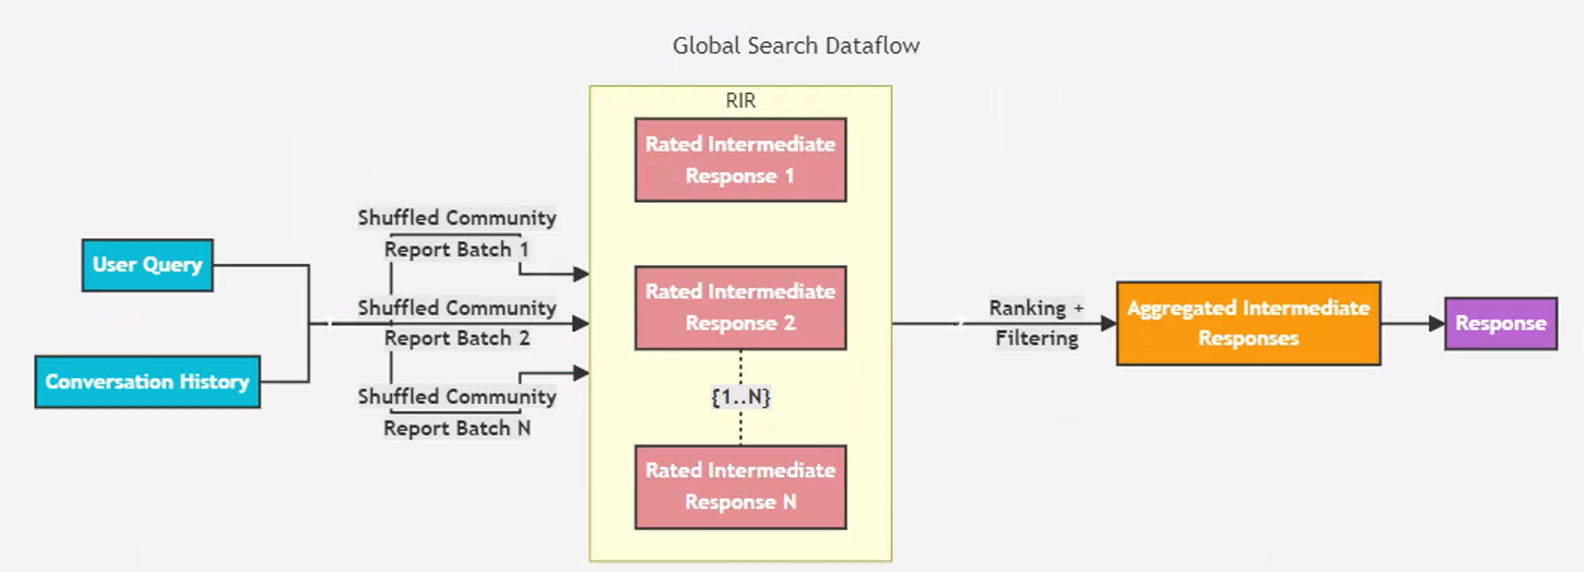 Global Search Dataflow
RIR
Rated Intermediate
Response 1
Shuffled Community
Report Batch 1
User Query
Shuffled Community
Report Batch 2
Rated Intermediate
Response 2
Ranking +
Filtering
Aggregated Intermediate
Responses
Response
Conversation History
Shuffled Community
Report Batch N
{1..N}
Rated Intermediate
Response N